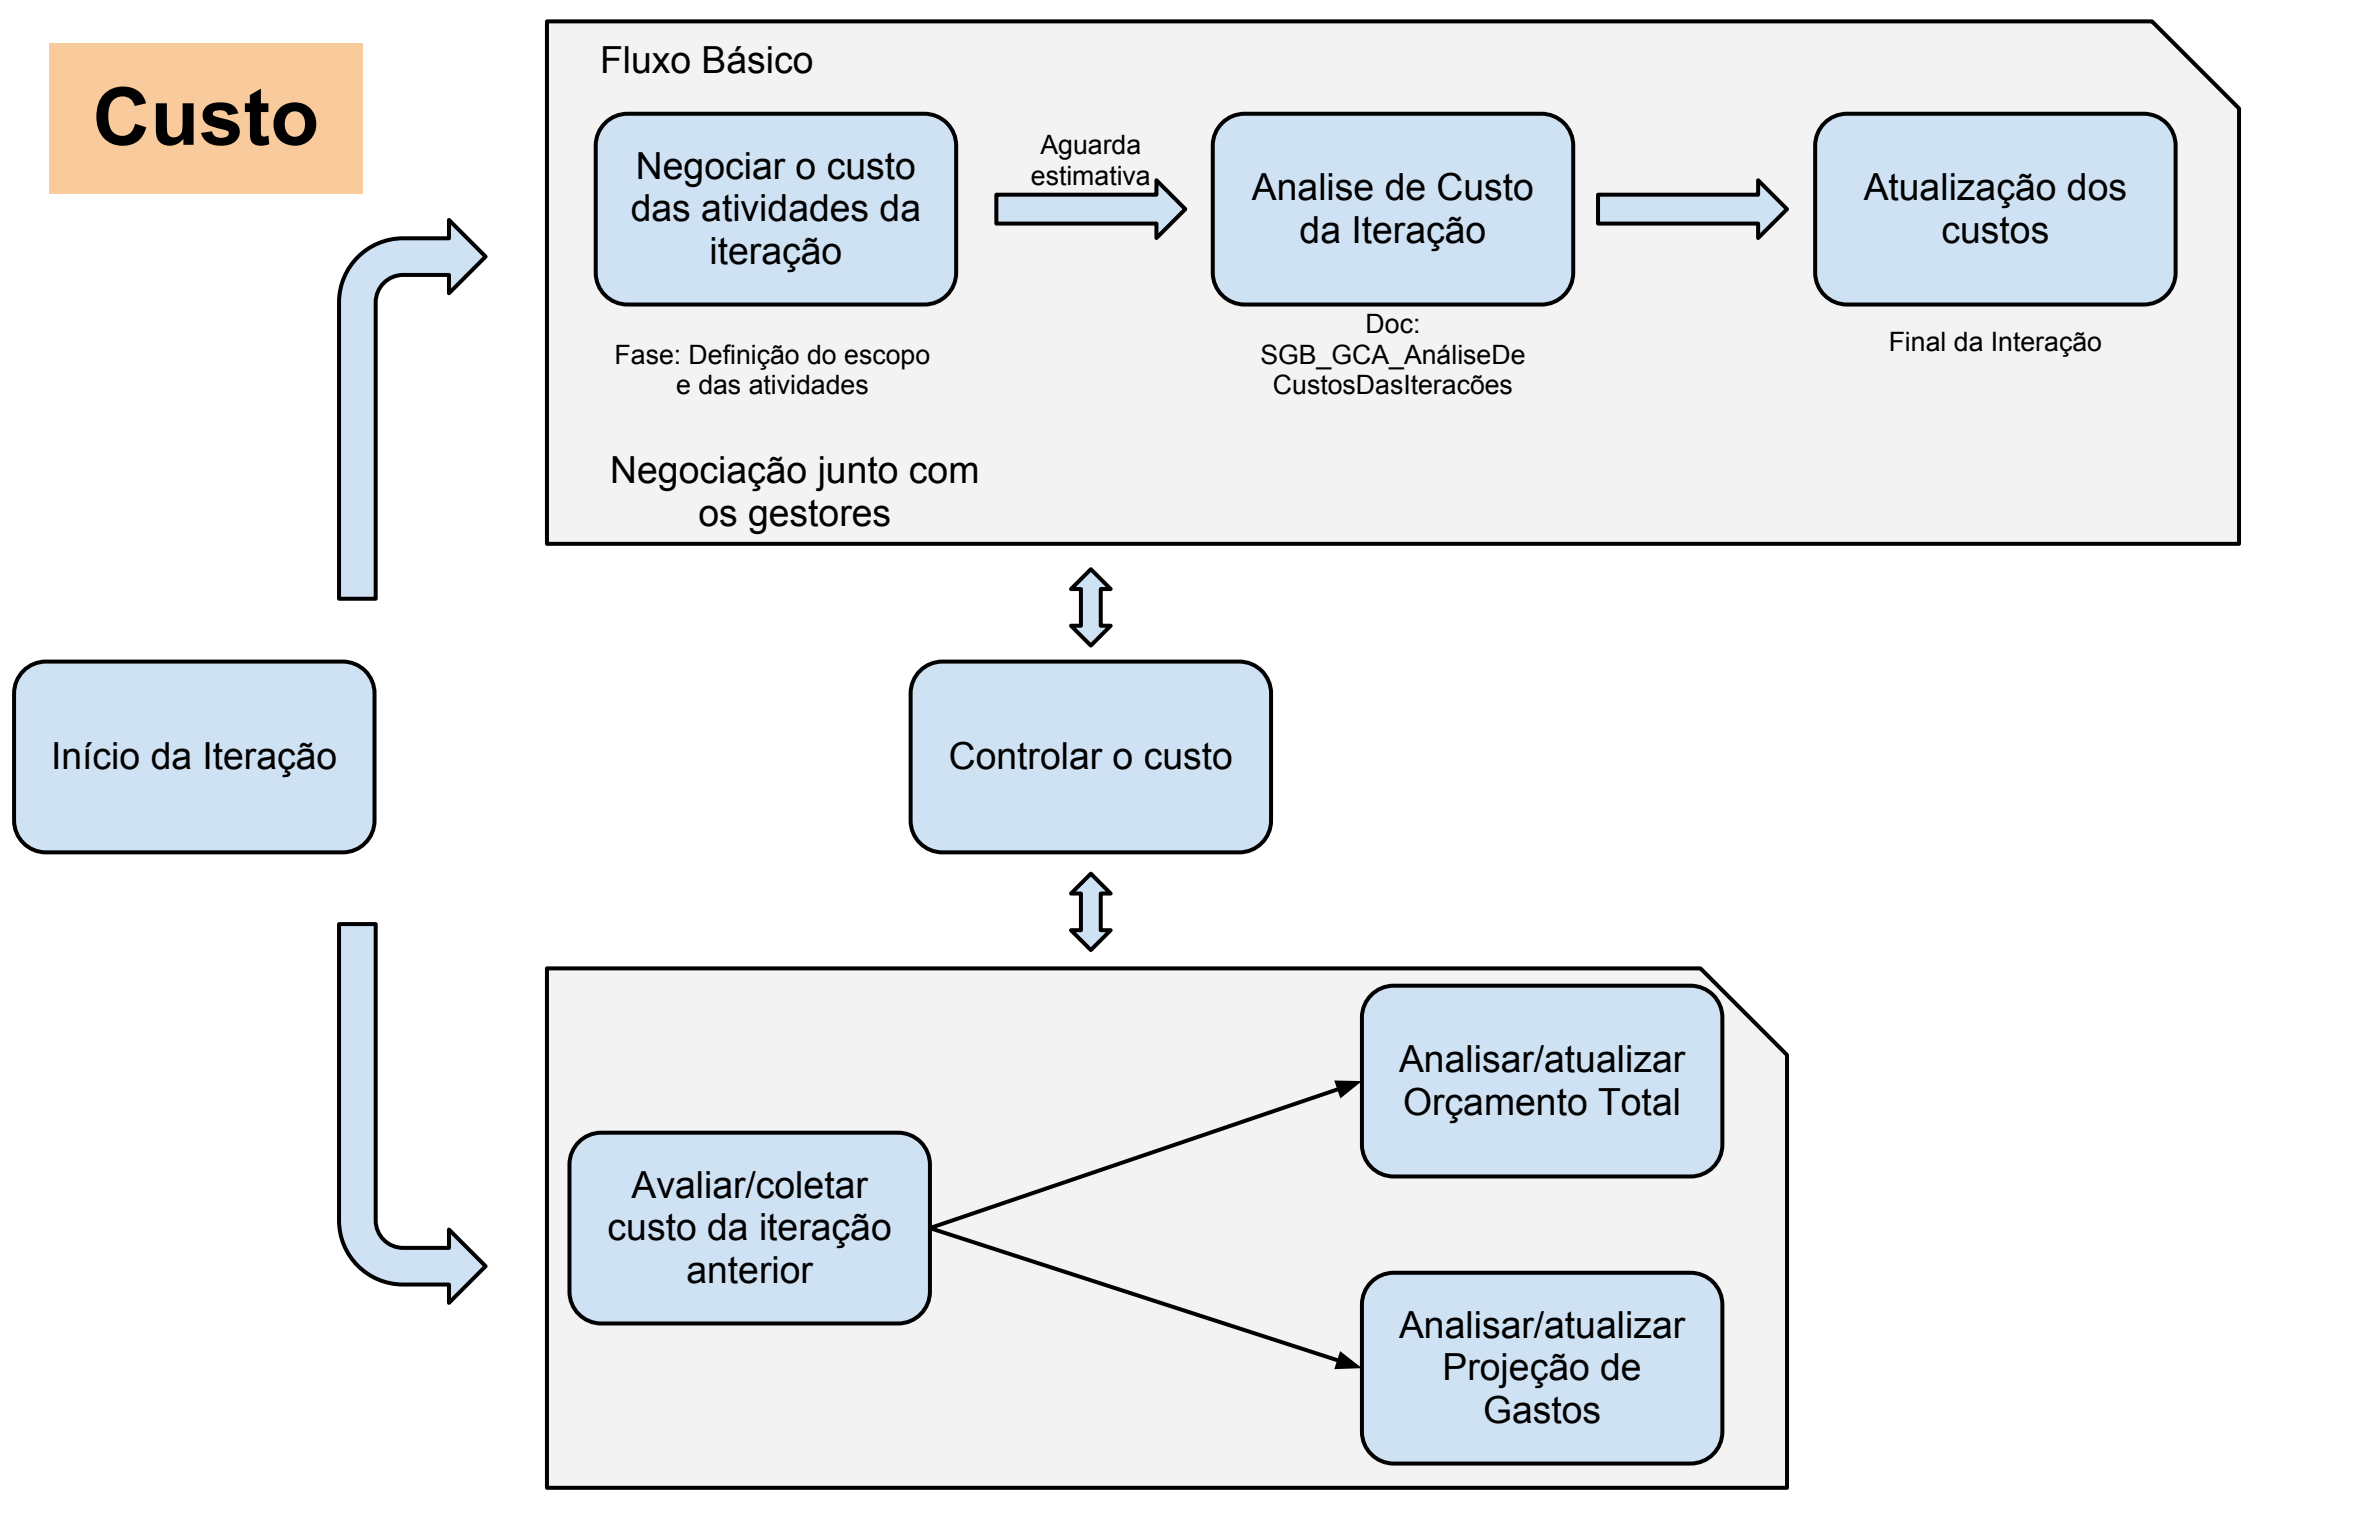 Custo
Fluxo Básico
Negociar o custo
das atividades da
iteração
Aguarda
estimativa
Analise de Custo
da Iteração
Atualização dos
custos
Fase: Definição do escopo
e das atividades
Doc:
SGB_GCA_AnáliseDe
CustosDasIteracões
Final da Interação
Negociação junto com
os gestores
Início da Iteração
Controlar o custo
Avaliar/coletar
custo da iteração
anterior
Analisar/atualizar
Orçamento Total
Analisar/atualizar
Projeção de
Gastos